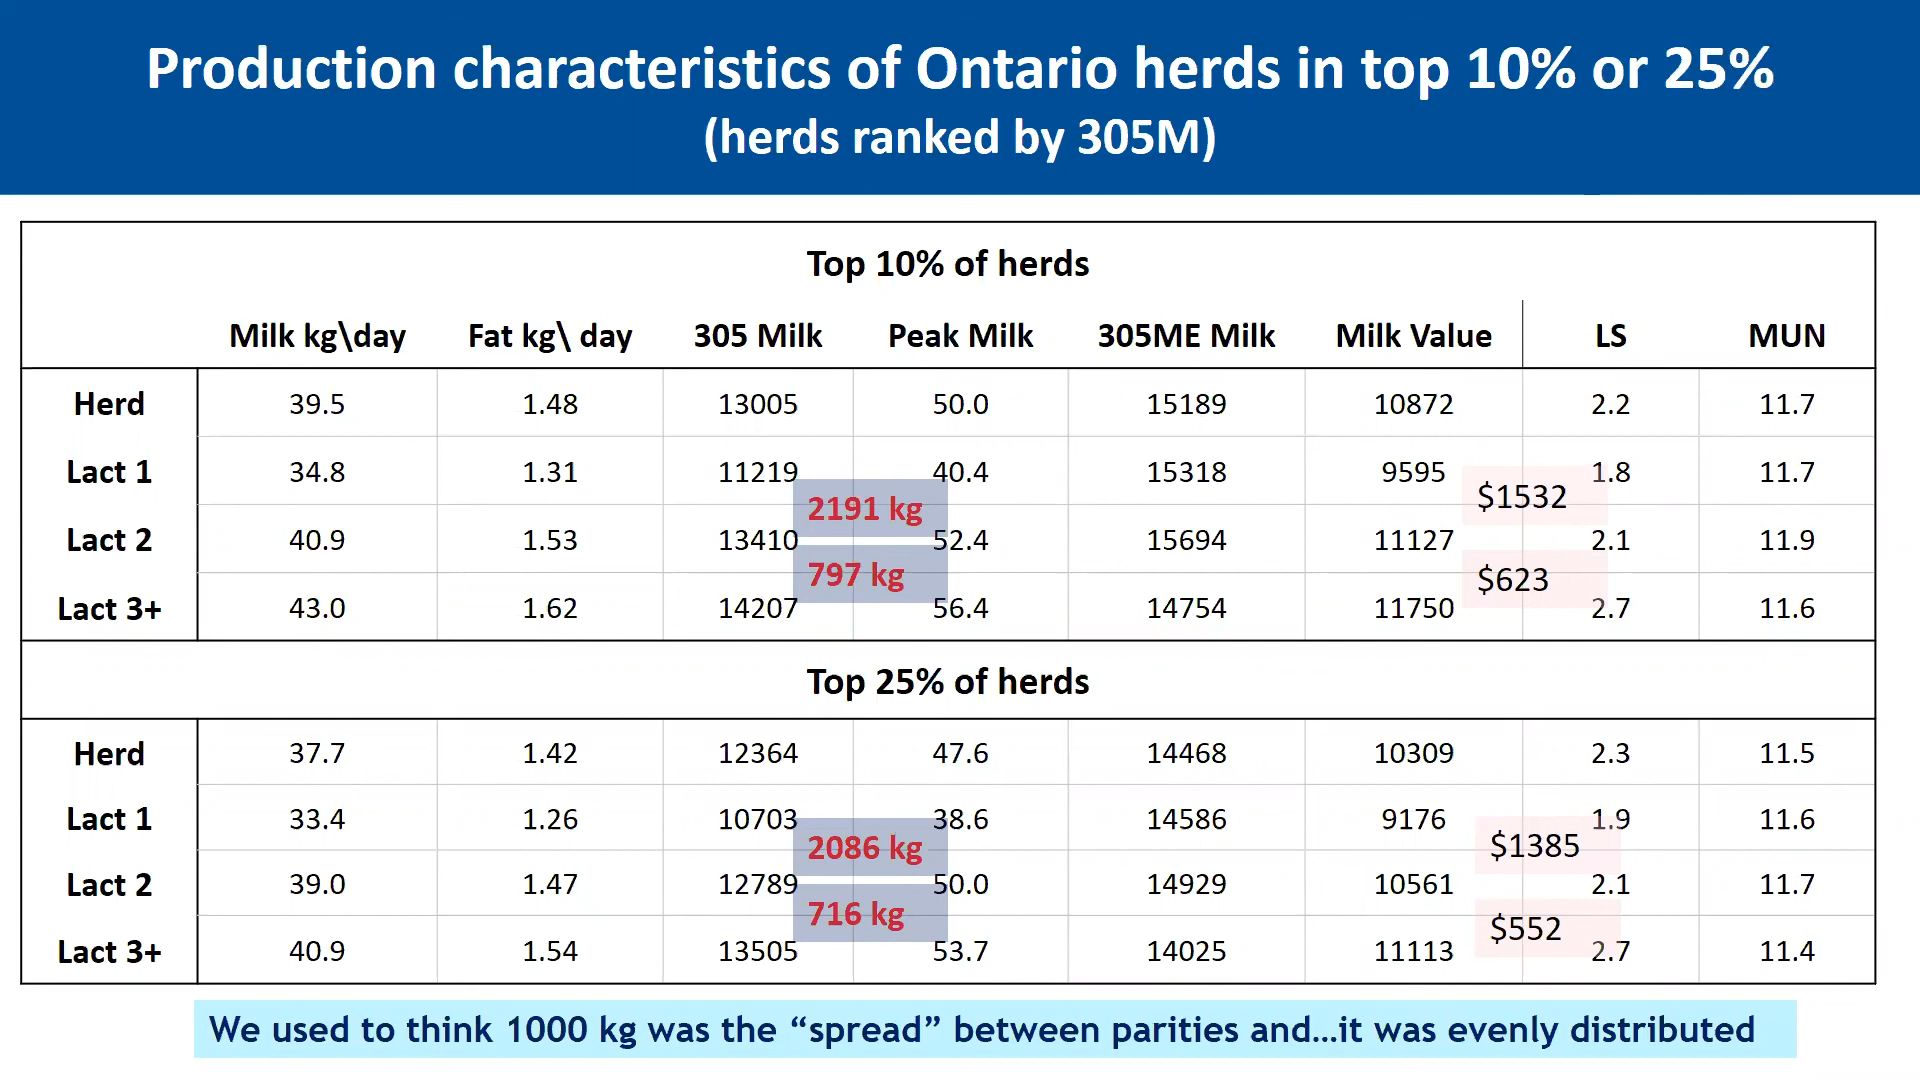 Production characteristics of Ontario herds in top 10% or 25%
(herds ranked by 305M)
Top 10% of herds
Milk kg\day Fat kg\ day 305 Milk Peak Milk 305ME Milk Milk Value LS MUN
Herd 39.5 1.48 13005 50.0 15189 10872 2.2 11.7
Lact 1 34.8 1.31 11219 40.4 15318 9595 1.8 11.7
2191 kg $1532
Lact 2 40.9 1.53 13410 52.4 15694 11127 2.1 11.9
797 kg $623
Lact 3+ 43.0 1.62 14207 56.4 14754 11750 2.7 11.6
Top 25% of herds
Herd 37.7 1.42 12364 47.6 14468 10309 2.3 11.5
Lact 1 33.4 1.26 10703 38.6 14586 9176 1.9 11.6
2086 kg $1385
Lact 2 39.0 1.47 12789 50.0 14929 10561 2.1 11.7
716 kg $552
Lact 3+ 40.9 1.54 13505 53.7 14025 11113 2.7 11.4
We used to think 1000 kg was the “spread” between parities and...it was evenly distributed